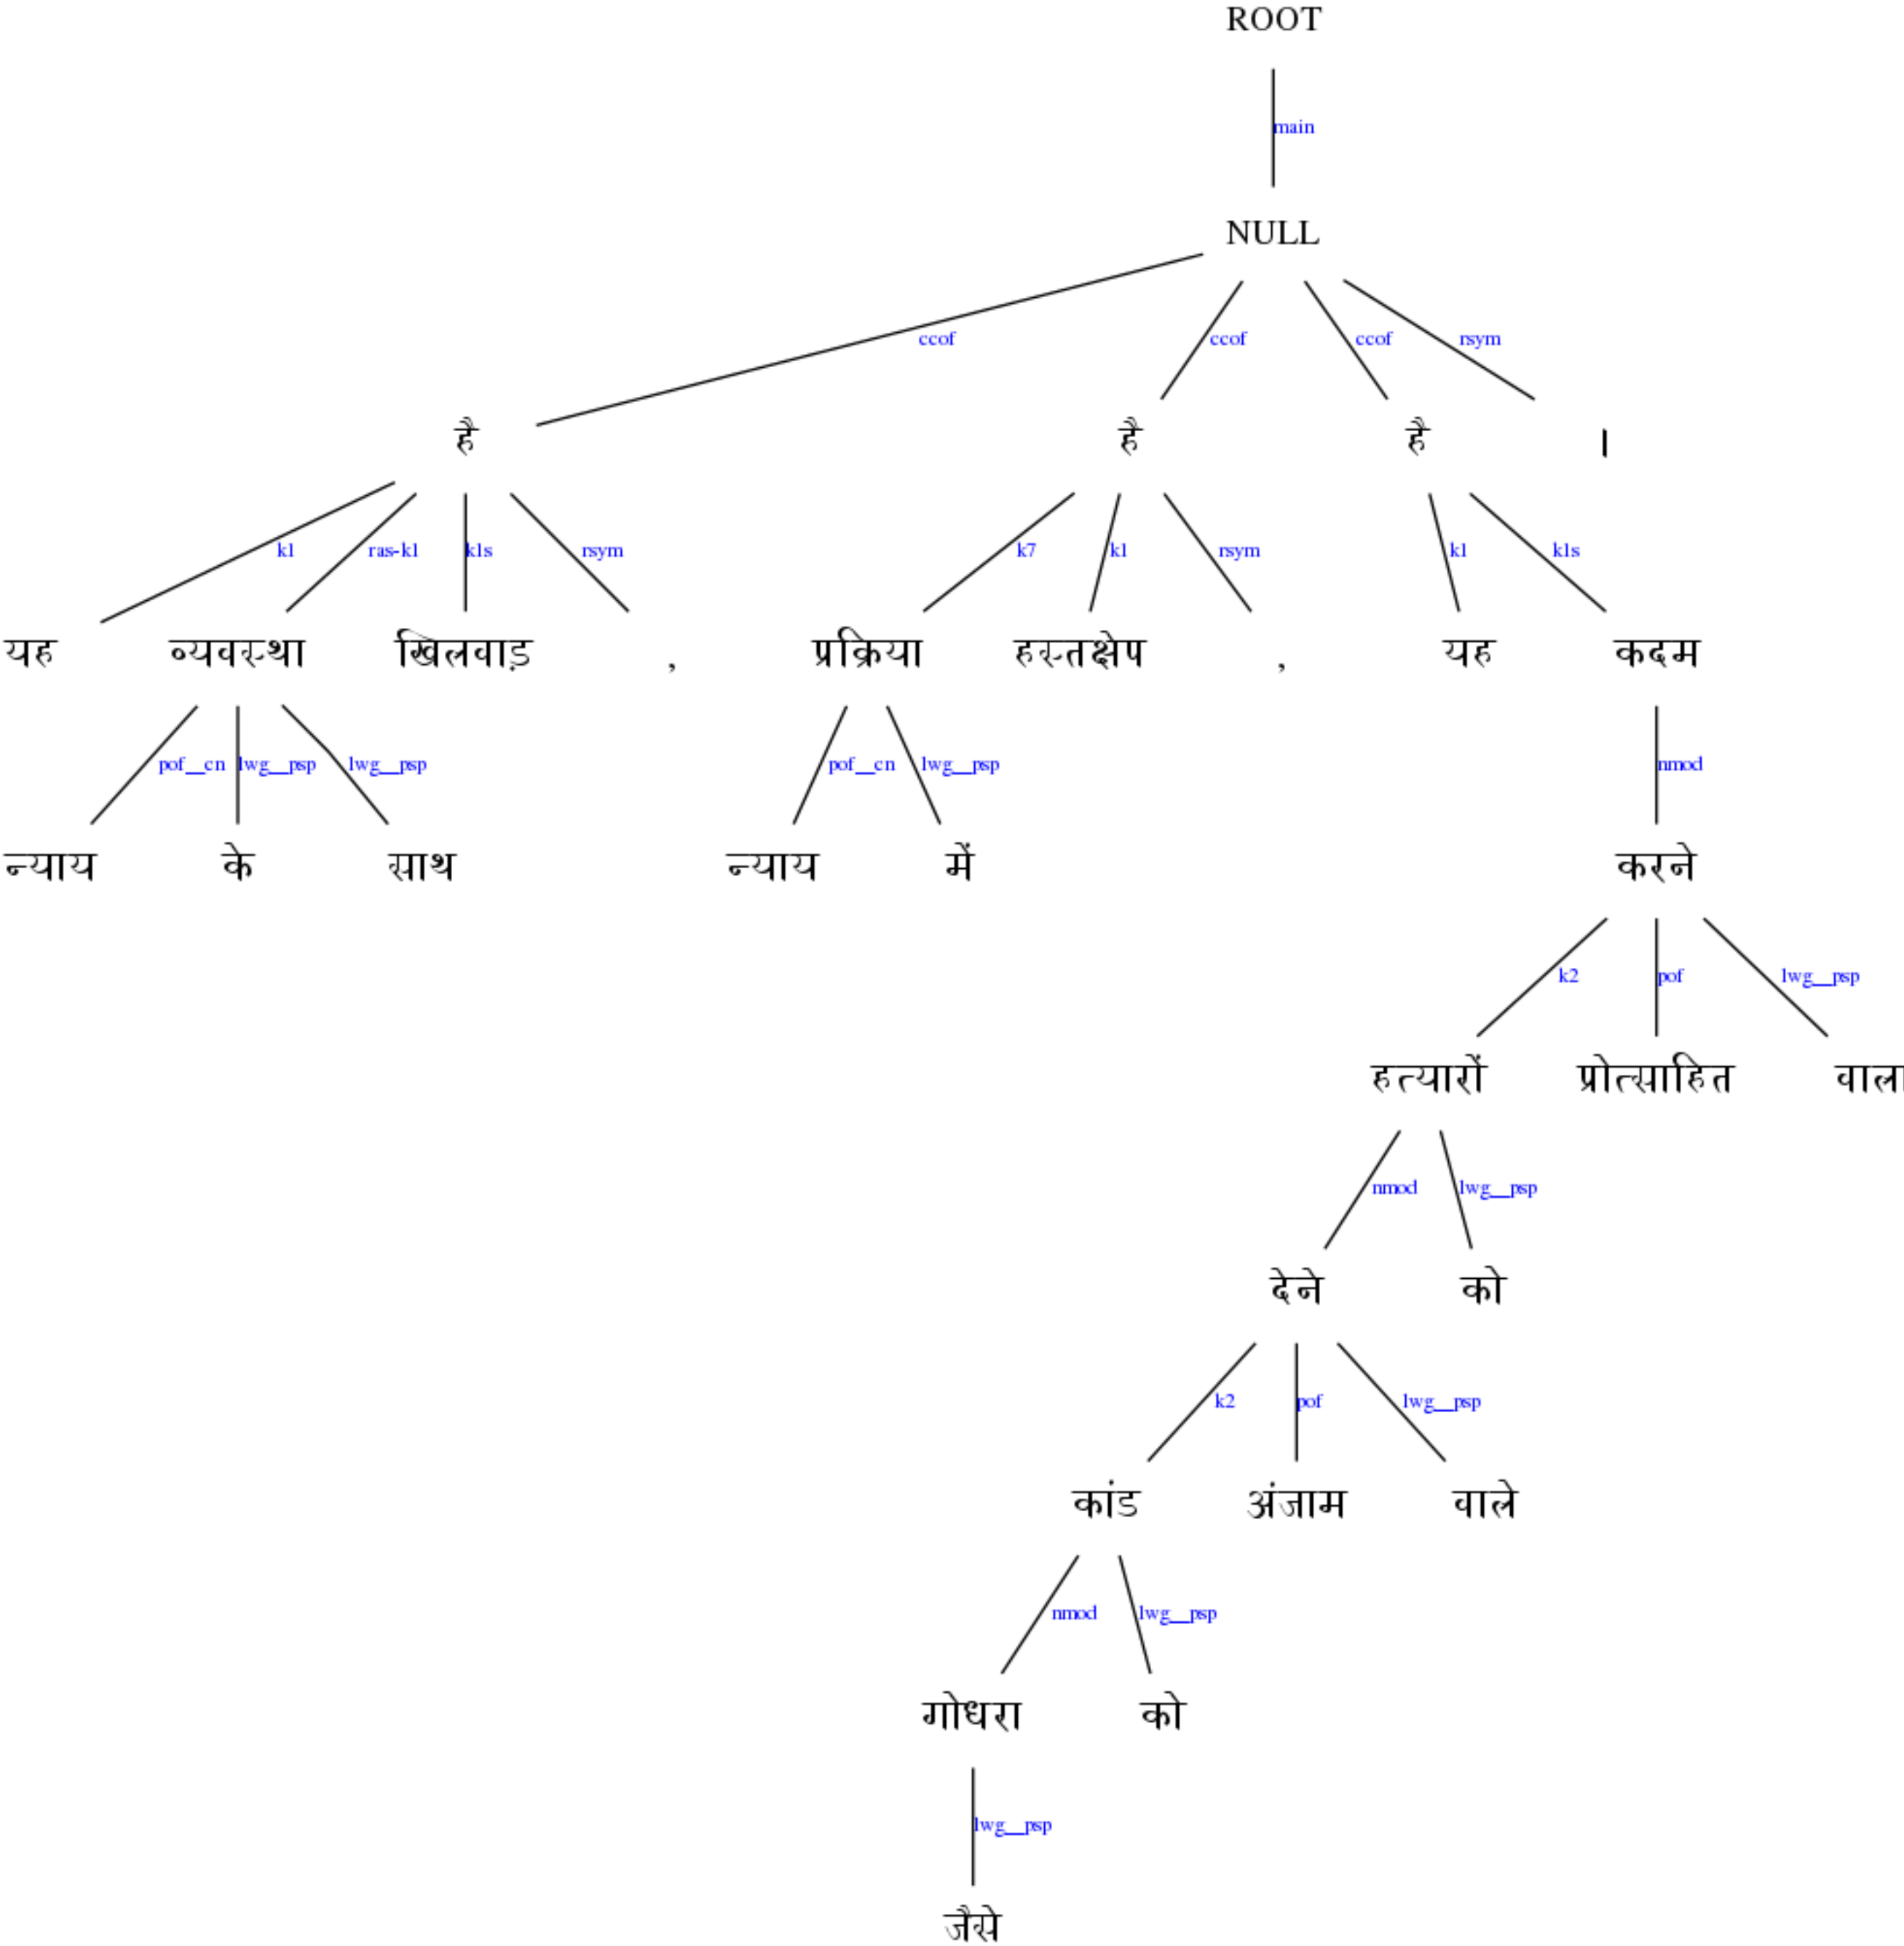 ROOT
main
NULL
ccof ccof ccof rsym
है है है ।
k1 ras-k1 k1s rsym k7 k1 rsym k1 k1s
यह व्यवस्था खिलवाड़ , प्रक्रिया हस्तक्षेप , यह कदम
pof__cn lwg__psp lwg__psp pof__cn lwg__psp nmod
न्याय के साथ न्याय में करने
k2 pof lwg__psp
हत्यारों प्रोत्साहित वाला
nmod lwg__psp
देने को
k2 pof lwg__psp
कांड अंजाम वाले
nmod lwg__psp
गोधरा को
lwg__psp
जैसे